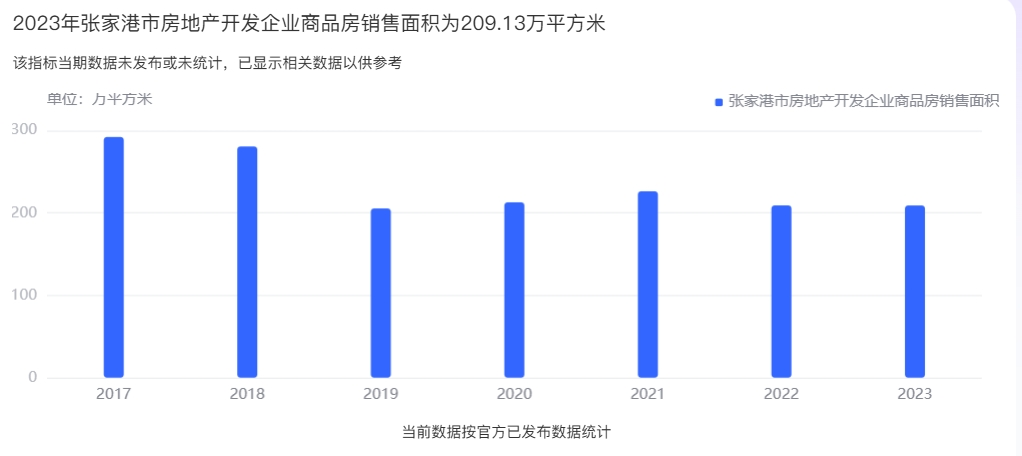 2023年张家港市房地产开发企业商品房销售面积为209.13万平方米
该指标当期数据未发布或未统计，已显示相关数据以供参考
单位：万平方米
张家港市房地产开发企业商品房销售面积
300
200
100
0
2017 2018 2019 2020 2021 2022 2023
当前数据按官方已发布数据统计